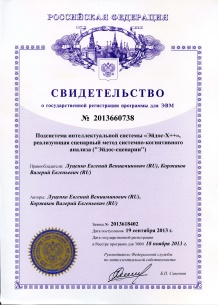 РОССИЙСКАЯ ФЕДЕРАЦИЯ
СВИДЕТЕЛЬСТВО
о государственной регистрации программы для ЭВМ
№ 2013660738
Подсистема интеллектуальной системы «Эйдос-Х++»,
реализующая сценарный метод системно-когнитивного
анализа ("Эйдос-сценарии")
Правообладатели: Луценко Евгений Вениаминович (RU), Коржаков
Валерий Евгеньевич (RU)
Авторы: Луценко Евгений Вениаминович (RU),
Коржаков Валерий Евгеньевич (RU)
Заявка № 2013618402
Дата поступления 19 сентября 2013 г.
Дата государственной регистрации
в Реестре программ для ЭВМ 18 ноября 2013 г.
Руководитель Федеральной службы
по интеллектуальной собственности
Б.П. Симонов